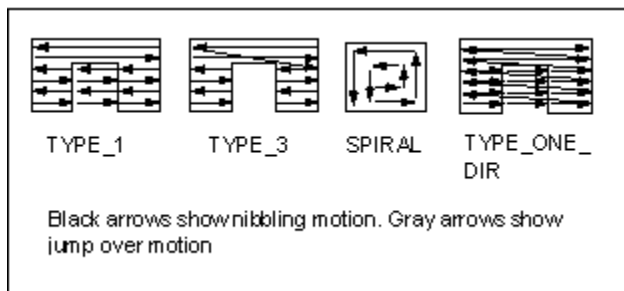 TYPE_1
TYPE_3
SPIRAL
TYPE_ONE_
DIR
Black arrows show nibbling motion. Gray arrows show
jump over motion